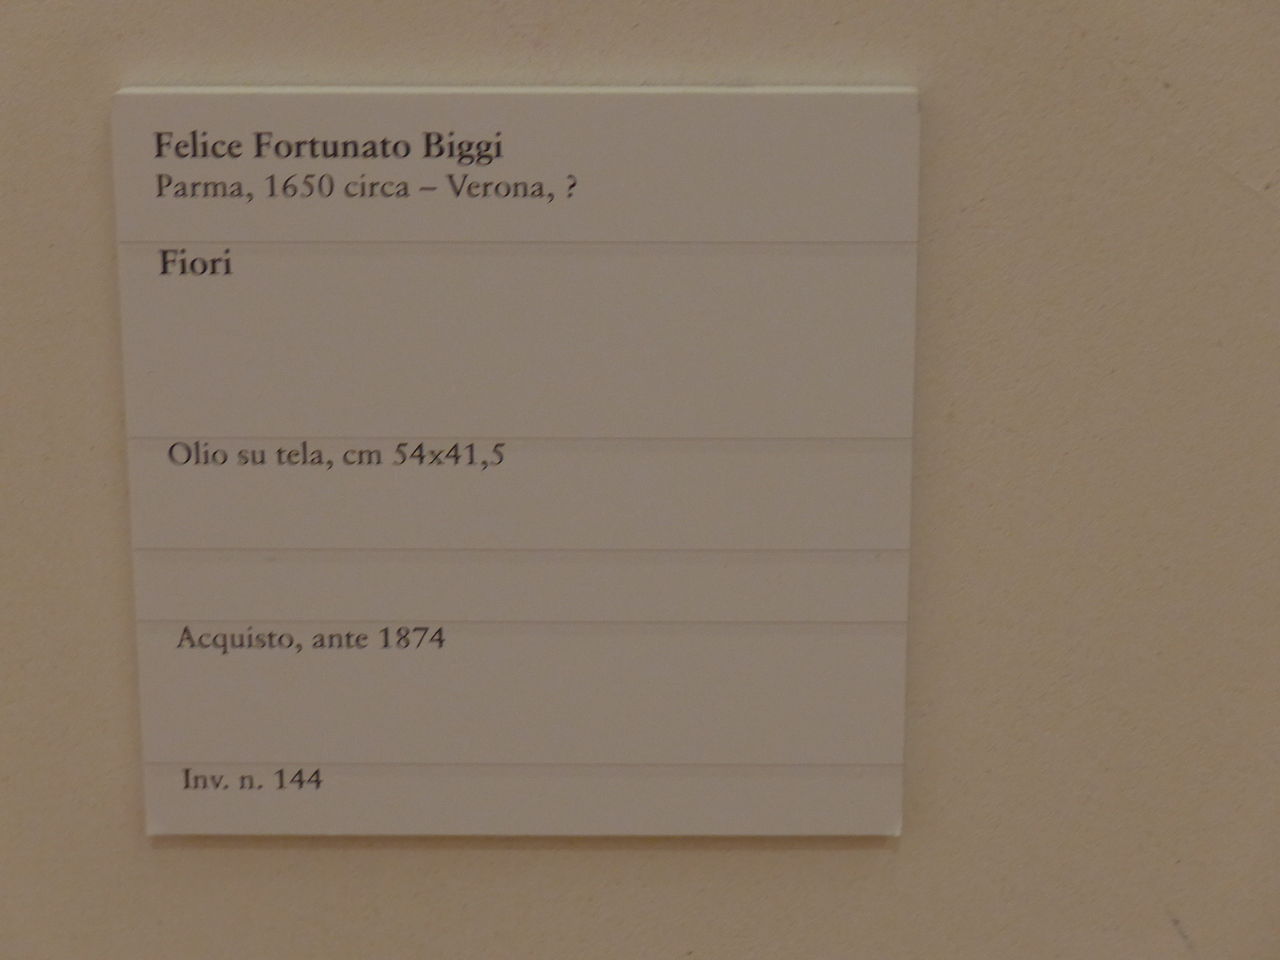 Felice Fortunato Biggi
Parma, 1650 circa – Verona, ?
Fiori
Olio su tela, cm 54x41,5
Acquisto, ante 1874
Inv. n. 144